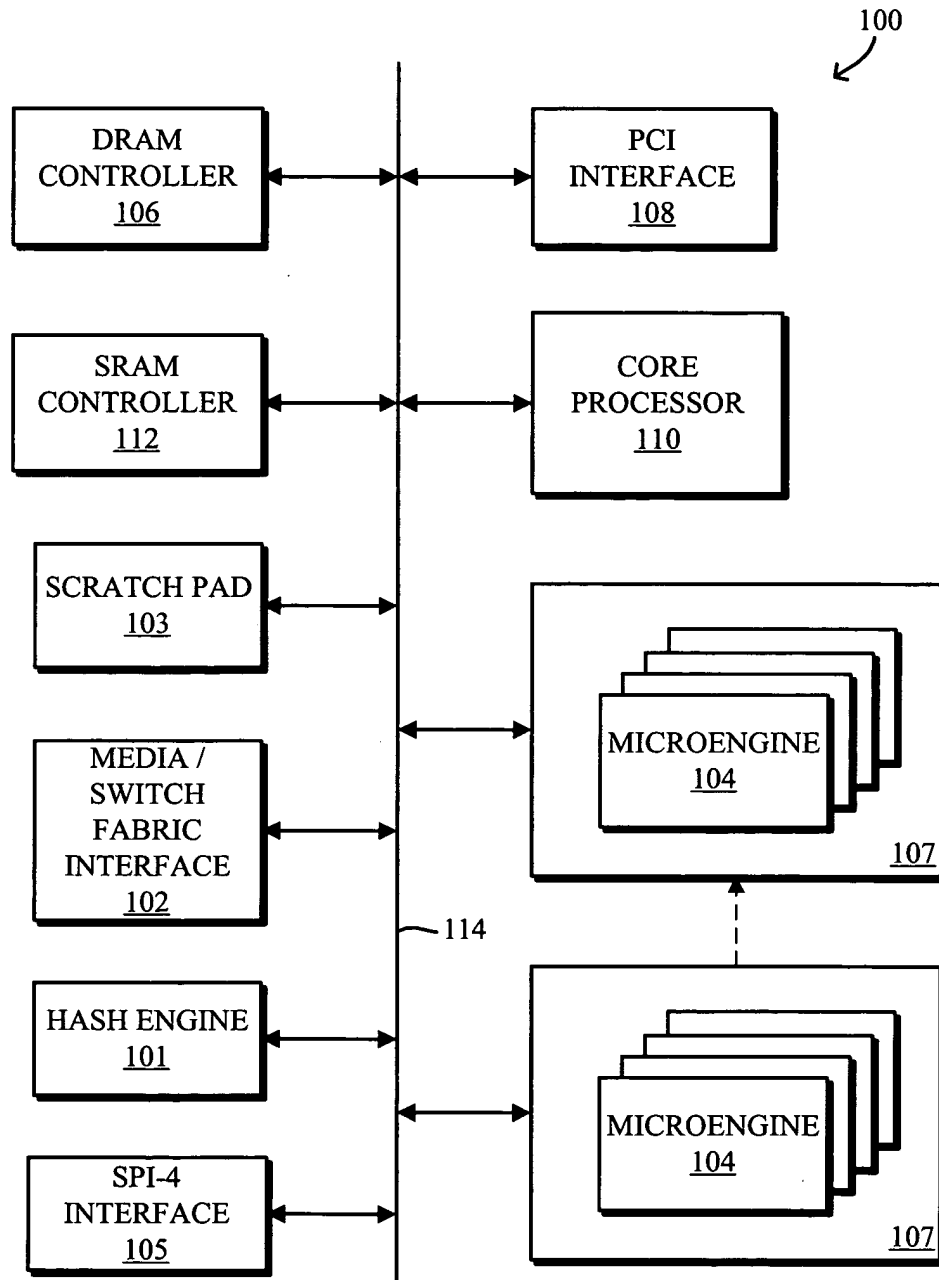 100
DRAM
CONTROLLER
106
PCI
INTERFACE
108
SRAM
CONTROLLER
112
CORE
PROCESSOR
110
SCRATCH PAD
103
MICROENGINE
104
107
MEDIA /
SWITCH
FABRIC
INTERFACE
102
114
HASH ENGINE
101
MICROENGINE
104
107
SPI-4
INTERFACE
105